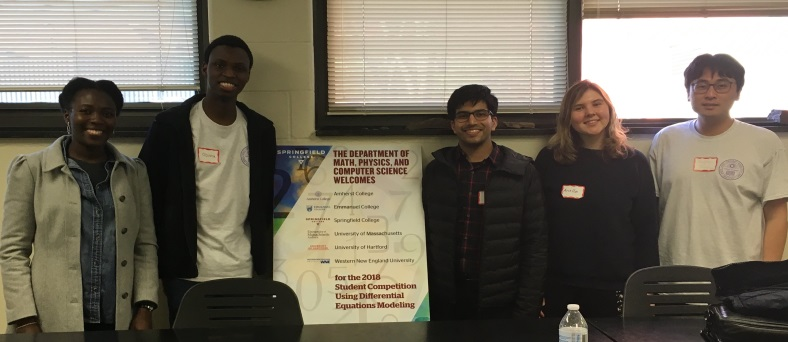 SPRINGFIELD
COLLEGE
THE DEPARTMENT OF
MATH, PHYSICS, AND
COMPUTER SCIENCE
WELCOMES
Amherst College
Emmanuel College
Springfield College
University of Massachusetts
University of Hartford
Western New England University
for the 2018
Student Competition
Using Differential
Equations Modeling